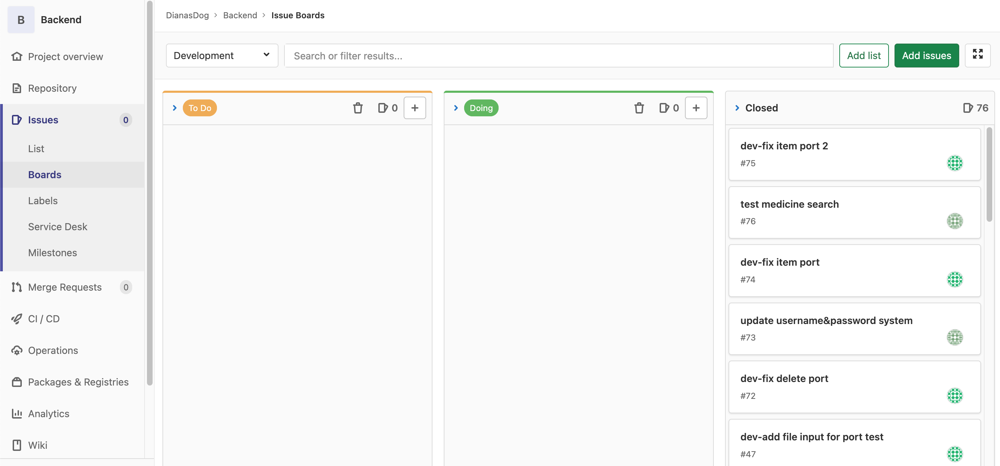 B Backend
Project overview
Repository
Issues 0
List
Boards
Labels
Service Desk
Milestones
Merge Requests 0
CI / CD
Operations
Packages & Registries
Analytics
Wiki
DianasDog > Backend > Issue Boards
Development Search or filter results... Add list Add issues
To Do 0 +
Doing 0 +
Closed 76
dev-fix item port 2
#75
test medicine search
#76
dev-fix item port
#74
update username&password system
#73
dev-fix delete port
#72
dev-add file input for port test
#47